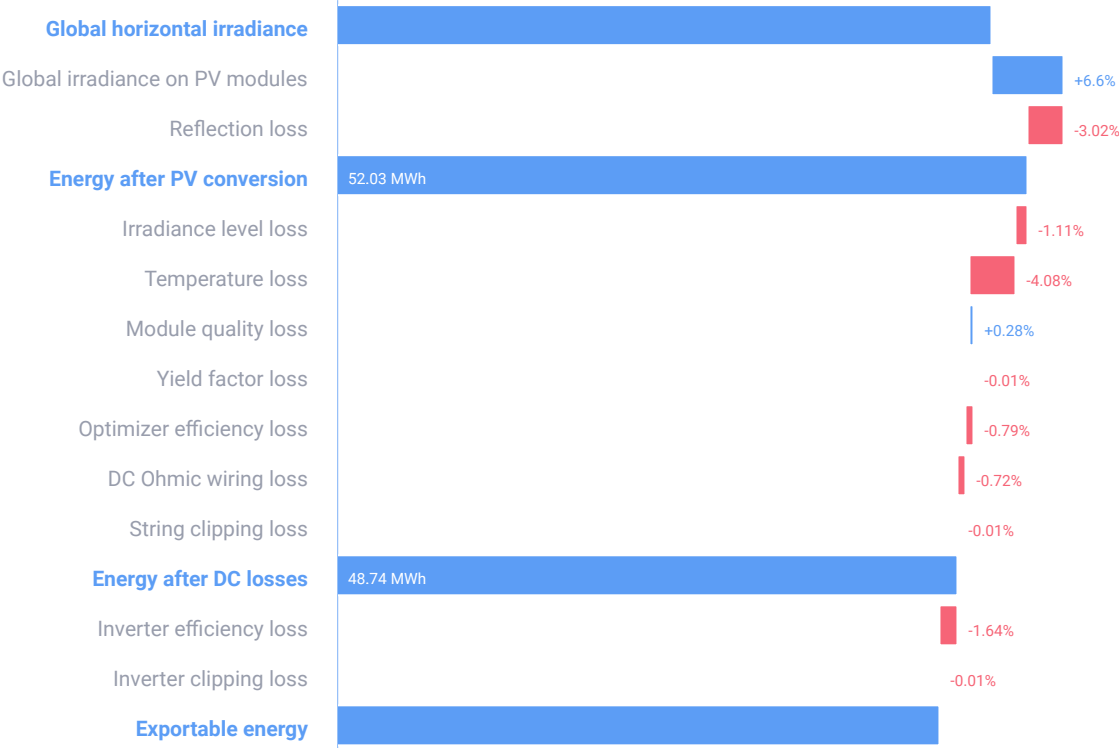 Global horizontal irradiance
Global irradiance on PV modules +6.6%
Reflection loss -3.02%
Energy after PV conversion 52.03 MWh
Irradiance level loss -1.11%
Temperature loss -4.08%
Module quality loss +0.28%
Yield factor loss -0.01%
Optimizer efficiency loss -0.79%
DC Ohmic wiring loss -0.72%
String clipping loss -0.01%
Energy after DC losses 48.74 MWh
Inverter efficiency loss -1.64%
Inverter clipping loss -0.01%
Exportable energy